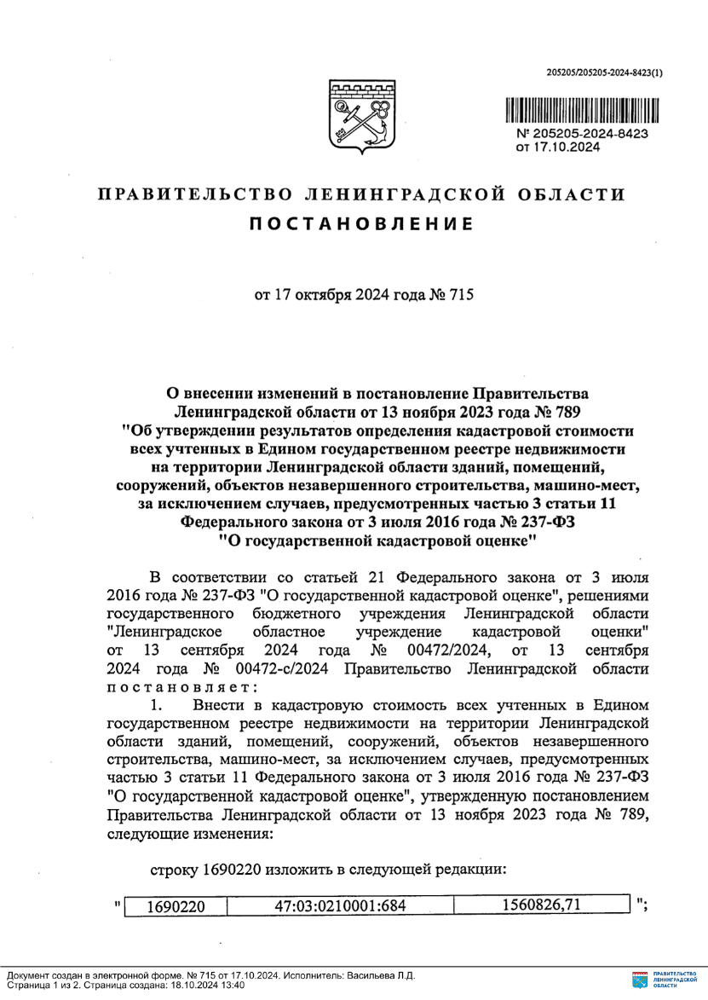 205205/205205-2024-8423(1)
№ 205205-2024-8423
от 17.10.2024
ПРАВИТЕЛЬСТВО ЛЕНИНГРАДСКОЙ ОБЛАСТИ
ПОСТАНОВЛЕНИЕ
от 17 октября 2024 года № 715
О внесении изменений в постановление Правительства
Ленинградской области от 13 ноября 2023 года № 789
"Об утверждении результатов определения кадастровой стоимости
всех учтенных в Едином государственном реестре недвижимости
на территории Ленинградской области зданий, помещений,
сооружений, объектов незавершенного строительства, машино-мест,
за исключением случаев, предусмотренных частью 3 статьи 11
Федерального закона от 3 июля 2016 года № 237-ФЗ
"О государственной кадастровой оценке"
В соответствии со статьей 21 Федерального закона от 3 июля
2016 года № 237-ФЗ "О государственной кадастровой оценке", решениями
государственного бюджетного учреждения Ленинградской области
"Ленинградское областное учреждение кадастровой оценки"
от 13 сентября 2024 года № 00472/2024, от 13 сентября
2024 года № 00472-с/2024 Правительство Ленинградской области
постановляет:
1. Внести в кадастровую стоимость всех учтенных в Едином
государственном реестре недвижимости на территории Ленинградской
области зданий, помещений, сооружений, объектов незавершенного
строительства, машино-мест, за исключением случаев, предусмотренных
частью 3 статьи 11 Федерального закона от 3 июля 2016 года № 237-ФЗ
"О государственной кадастровой оценке", утвержденную постановлением
Правительства Ленинградской области от 13 ноября 2023 года № 789,
следующие изменения:
строку 1690220 изложить в следующей редакции:
" 1690220 47:03:0210001:684 1560826,71 ";
Документ создан в электронной форме. № 715 от 17.10.2024. Исполнитель: Васильева Л.Д.
Страница 1 из 2. Страница создана: 18.10.2024 13:40
ПРАВИТЕЛЬСТВО
ЛЕНИНГРАДСКОЙ
ОБЛАСТИ